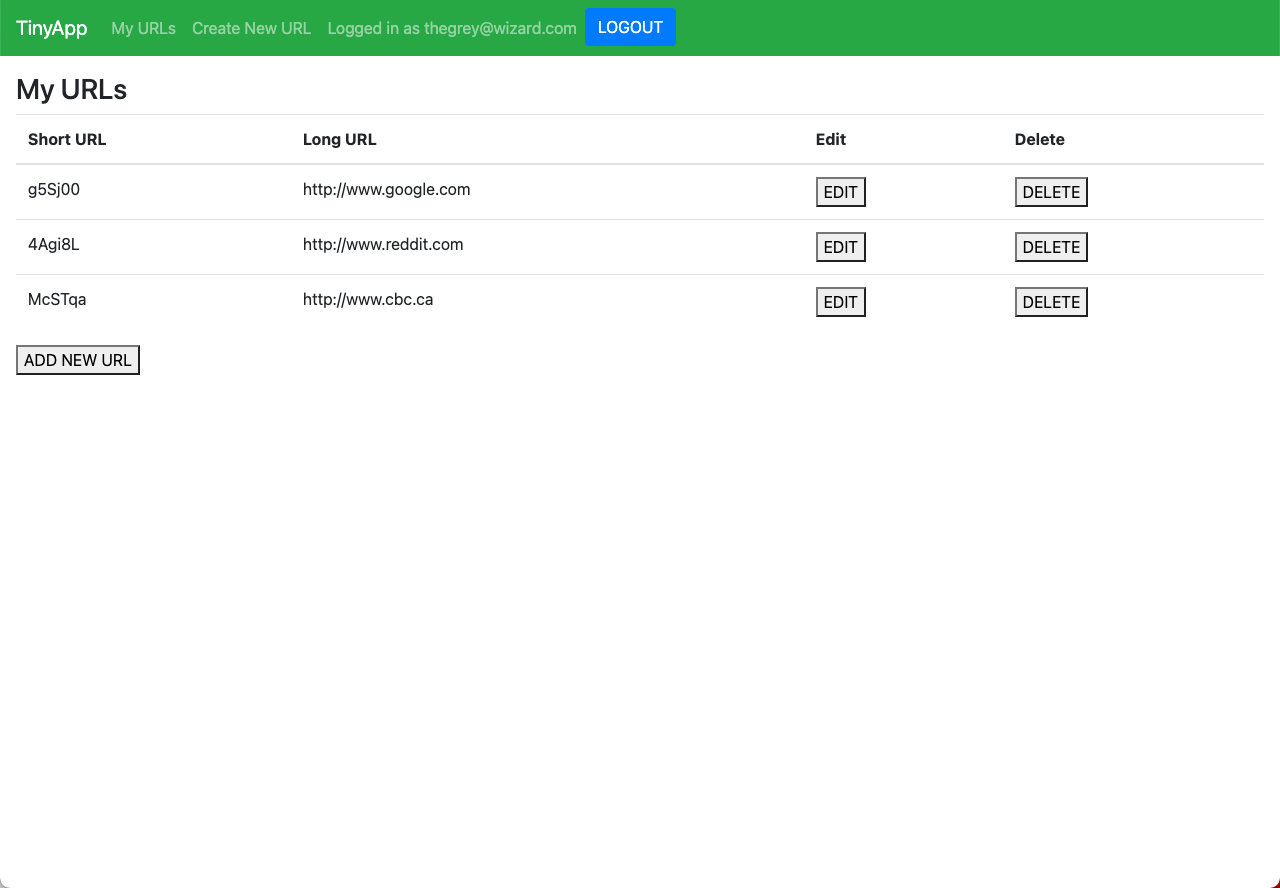 TinyApp My URLs Create New URL Logged in as thegrey@wizard.com LOGOUT
My URLs
Short URL Long URL Edit Delete
g5Sj00 http://www.google.com EDIT DELETE
4Agi8L http://www.reddit.com EDIT DELETE
McSTqa http://www.cbc.ca EDIT DELETE
ADD NEW URL